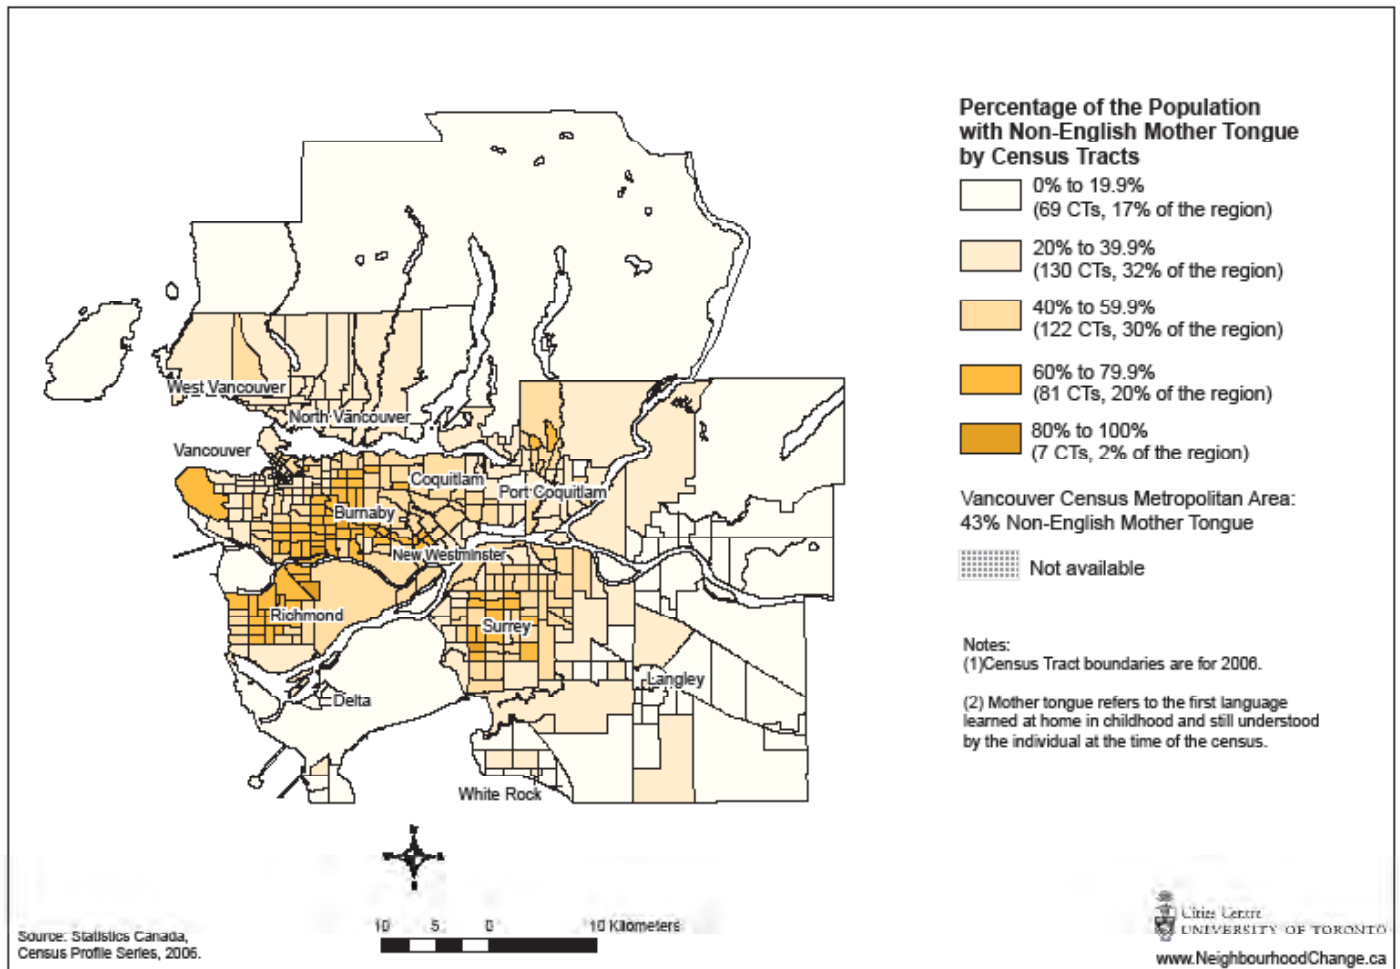 Percentage of the Population
with Non-English Mother Tongue
by Census Tracts
0% to 19.9%
(69 CTs, 17% of the region)
20% to 39.9%
(130 CTs, 32% of the region)
40% to 59.9%
(122 CTs, 30% of the region)
60% to 79.9%
(81 CTs, 20% of the region)
80% to 100%
(7 CTs, 2% of the region)
Vancouver Census Metropolitan Area:
43% Non-English Mother Tongue
Not available
Notes:
(1)Census Tract boundaries are for 2006.
(2) Mother tongue refers to the first language
learned at home in childhood and still understood
by the individual at the time of the census.
West Vancouver
North Vancouver
Vancouver
Coquitlam
Port Coquitlam
Burnaby
New Westminster
Richmond
Surrey
Langley
Delta
White Rock
10 5 0 10 Kilometers
Source: Statistics Canada,
Census Profile Series, 2006.
Cities Centre
UNIVERSITY OF TORONTO
www.NeighbourhoodChange.ca